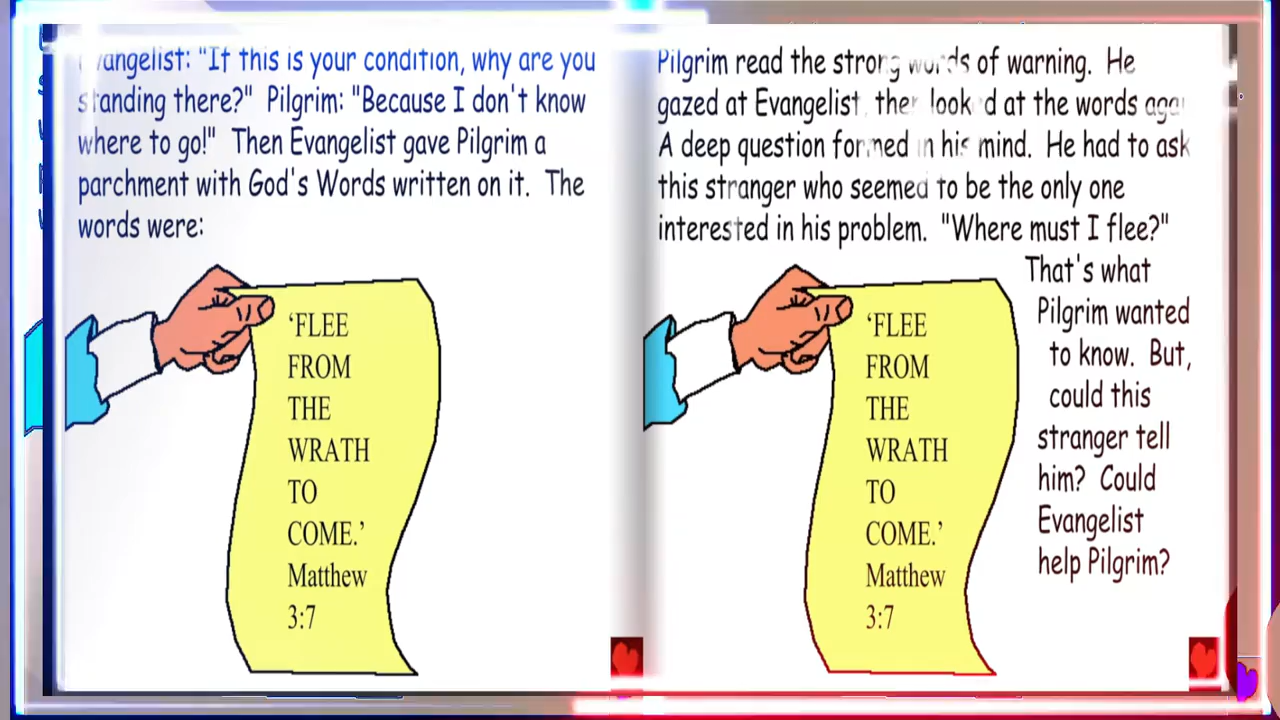 Evangelist: "If this is your condition, why are you
standing there?" Pilgrim: "Because I don't know
where to go!" Then Evangelist gave Pilgrim a
parchment with God's Words written on it. The
words were:
‘FLEE
FROM
THE
WRATH
TO
COME.’
Matthew
3:7
Pilgrim read the strong words of warning. He
gazed at Evangelist, then looked at the words again.
A deep question formed in his mind. He had to ask
this stranger who seemed to be the only one
interested in his problem. "Where must I flee?"
That's what
Pilgrim wanted
to know. But,
could this
stranger tell
him? Could
Evangelist
help Pilgrim?
‘FLEE
FROM
THE
WRATH
TO
COME.’
Matthew
3:7